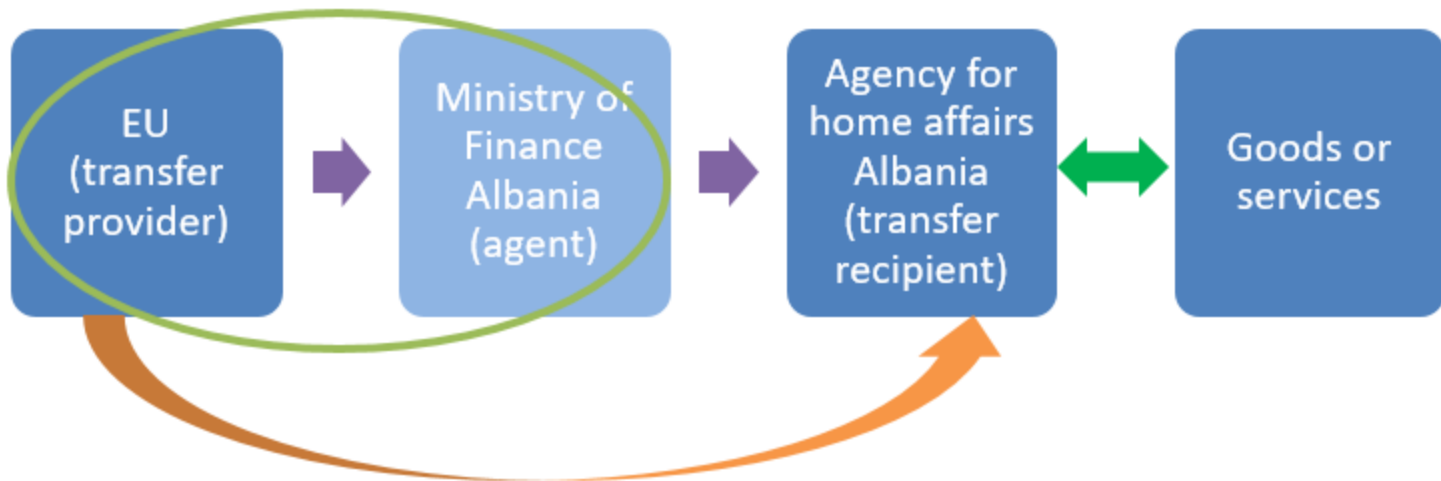 EU
(transfer
provider)
Ministry of
Finance
Albania
(agent)
Agency for
home affairs
Albania
(transfer
recipient)
Goods or
services